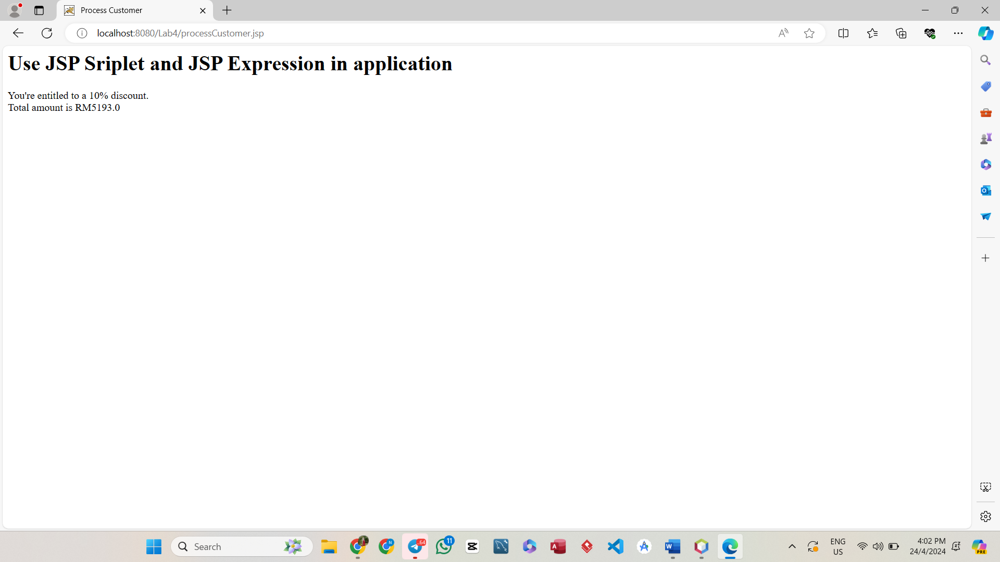 Process Customer
localhost:8080/Lab4/processCustomer.jsp
Use JSP Sriplet and JSP Expression in application
You're entitled to a 10% discount.
Total amount is RM5193.0
Search
..64
11
ENG
US
4:02 PM
24/4/2024
PRE